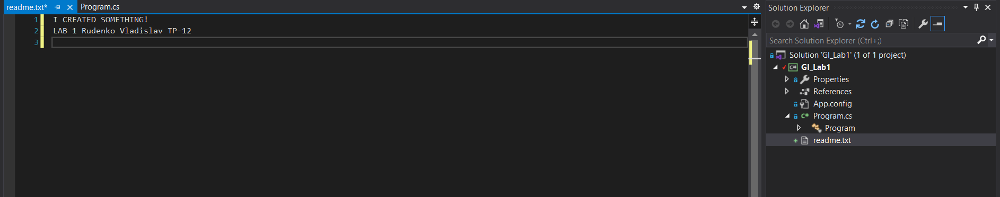 readme.txt*
Program.cs
1 I CREATED SOMETHING!
2 LAB 1 Rudenko Vladislav TP-12
3
Solution Explorer
Search Solution Explorer (Ctrl+;)
Solution 'GI_Lab1' (1 of 1 project)
C# GI_Lab1
Properties
References
App.config
C# Program.cs
Program
readme.txt